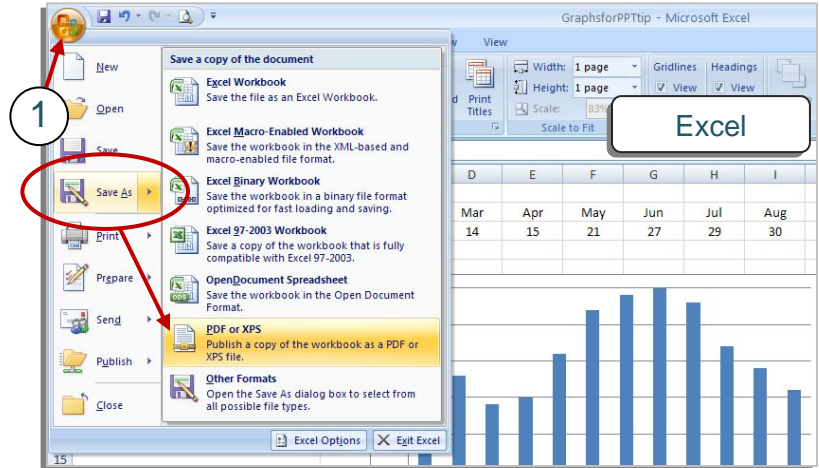 GraphsforPPTtip - Microsoft Excel
View
1
New
Open
Save
Save As
Print
Prepare
Send
Publish
Close
Save a copy of the document
Excel Workbook
Save the file as an Excel Workbook.
Excel Macro-Enabled Workbook
Save the workbook in the XML-based and
macro-enabled file format.
Excel Binary Workbook
Save the workbook in a binary file format
optimized for fast loading and saving.
Excel 97-2003 Workbook
Save a copy of the workbook that is fully
compatible with Excel 97-2003.
OpenDocument Spreadsheet
Save the workbook in the Open Document
Format.
PDF or XPS
Publish a copy of the workbook as a PDF or
XPS file.
Other Formats
Open the Save As dialog box to select from
all possible file types.
Excel Options Exit Excel
Print
Titles
Width: 1 page
Height: 1 page
Scale: 83%
Scale to Fit
Gridlines Headings
View View
Excel
D E F G H I
Mar Apr May Jun Jul Aug
14 15 21 27 29 30
15